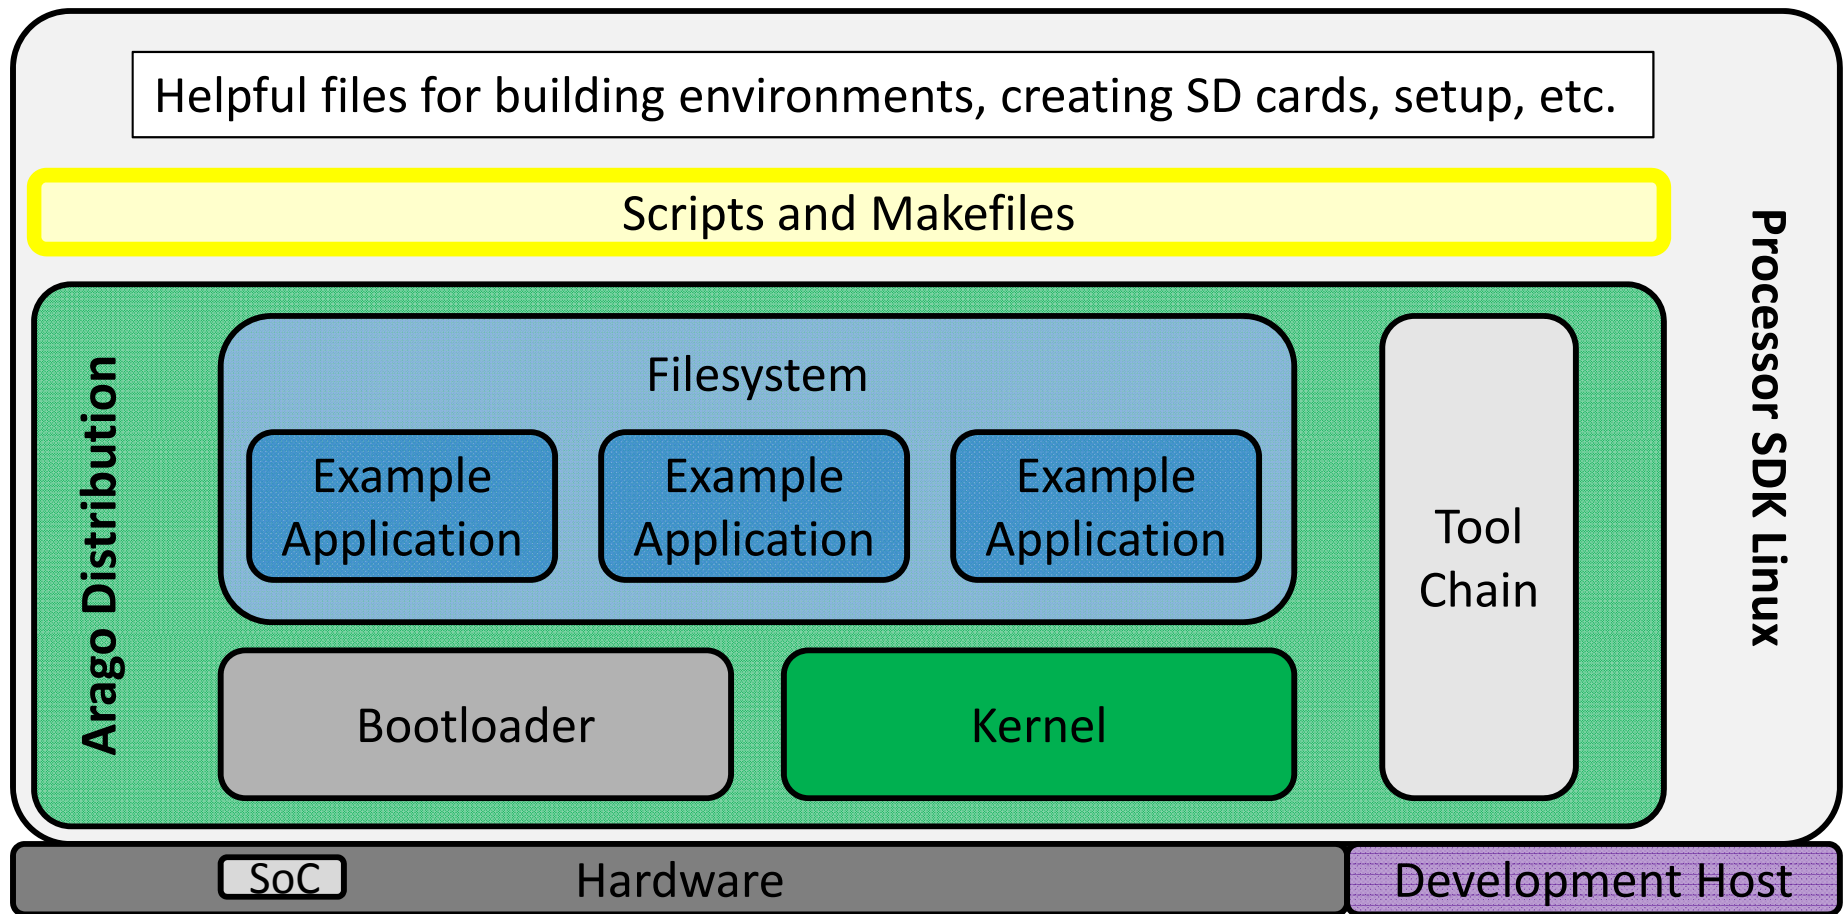 Helpful files for building environments, creating SD cards, setup, etc.
Scripts and Makefiles
Processor SDK Linux
Arago Distribution
Filesystem
Example
Application
Example
Application
Example
Application
Tool
Chain
Bootloader
Kernel
SoC
Hardware
Development Host